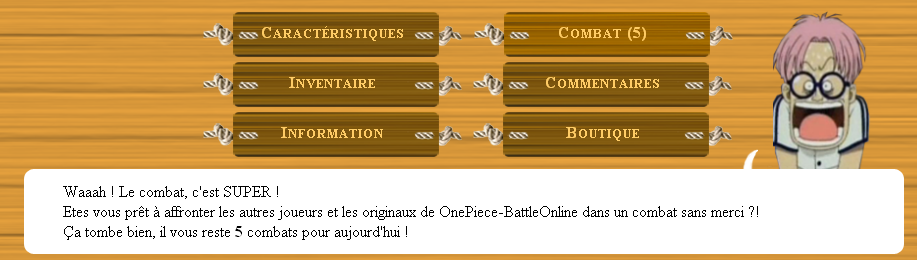 Caractéristiques
Combat (5)
Inventaire
Commentaires
Information
Boutique
Waaah ! Le combat, c'est SUPER !
Etes vous prêt à affronter les autres joueurs et les originaux de OnePiece-BattleOnline dans un combat sans merci ?!
Ça tombe bien, il vous reste 5 combats pour aujourd'hui !